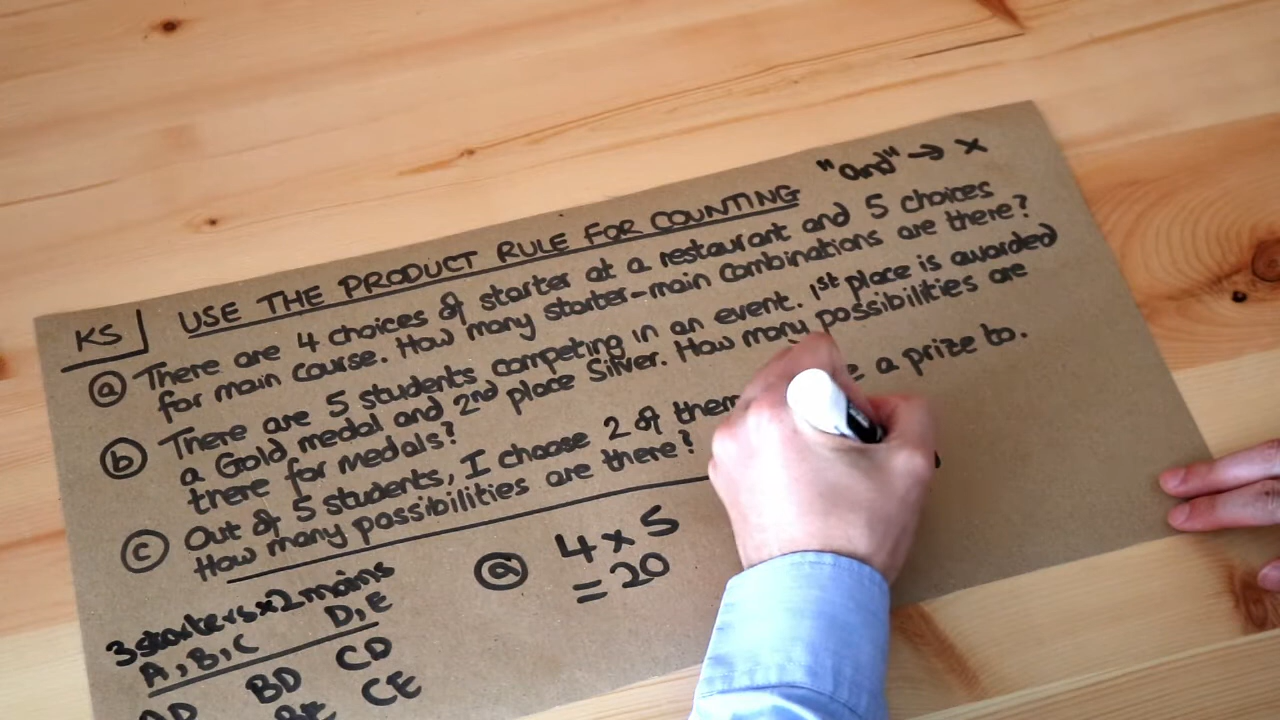 "and" → ×
KS USE THE PRODUCT RULE FOR COUNTING
a There are 4 choices of starter at a restaurant and 5 choices
for main course. How many starter-main combinations are there?
b There are 5 students competing in an event. 1st place is awarded
a Gold medal and 2nd place Silver. How many possibilities are
there for medals?
c Out of 5 students, I choose 2 of them e a prize to.
How many possibilities are there?
3 starters × 2 mains
A, B, C D, E
BD CD
BE CE
a 4 × 5
= 20